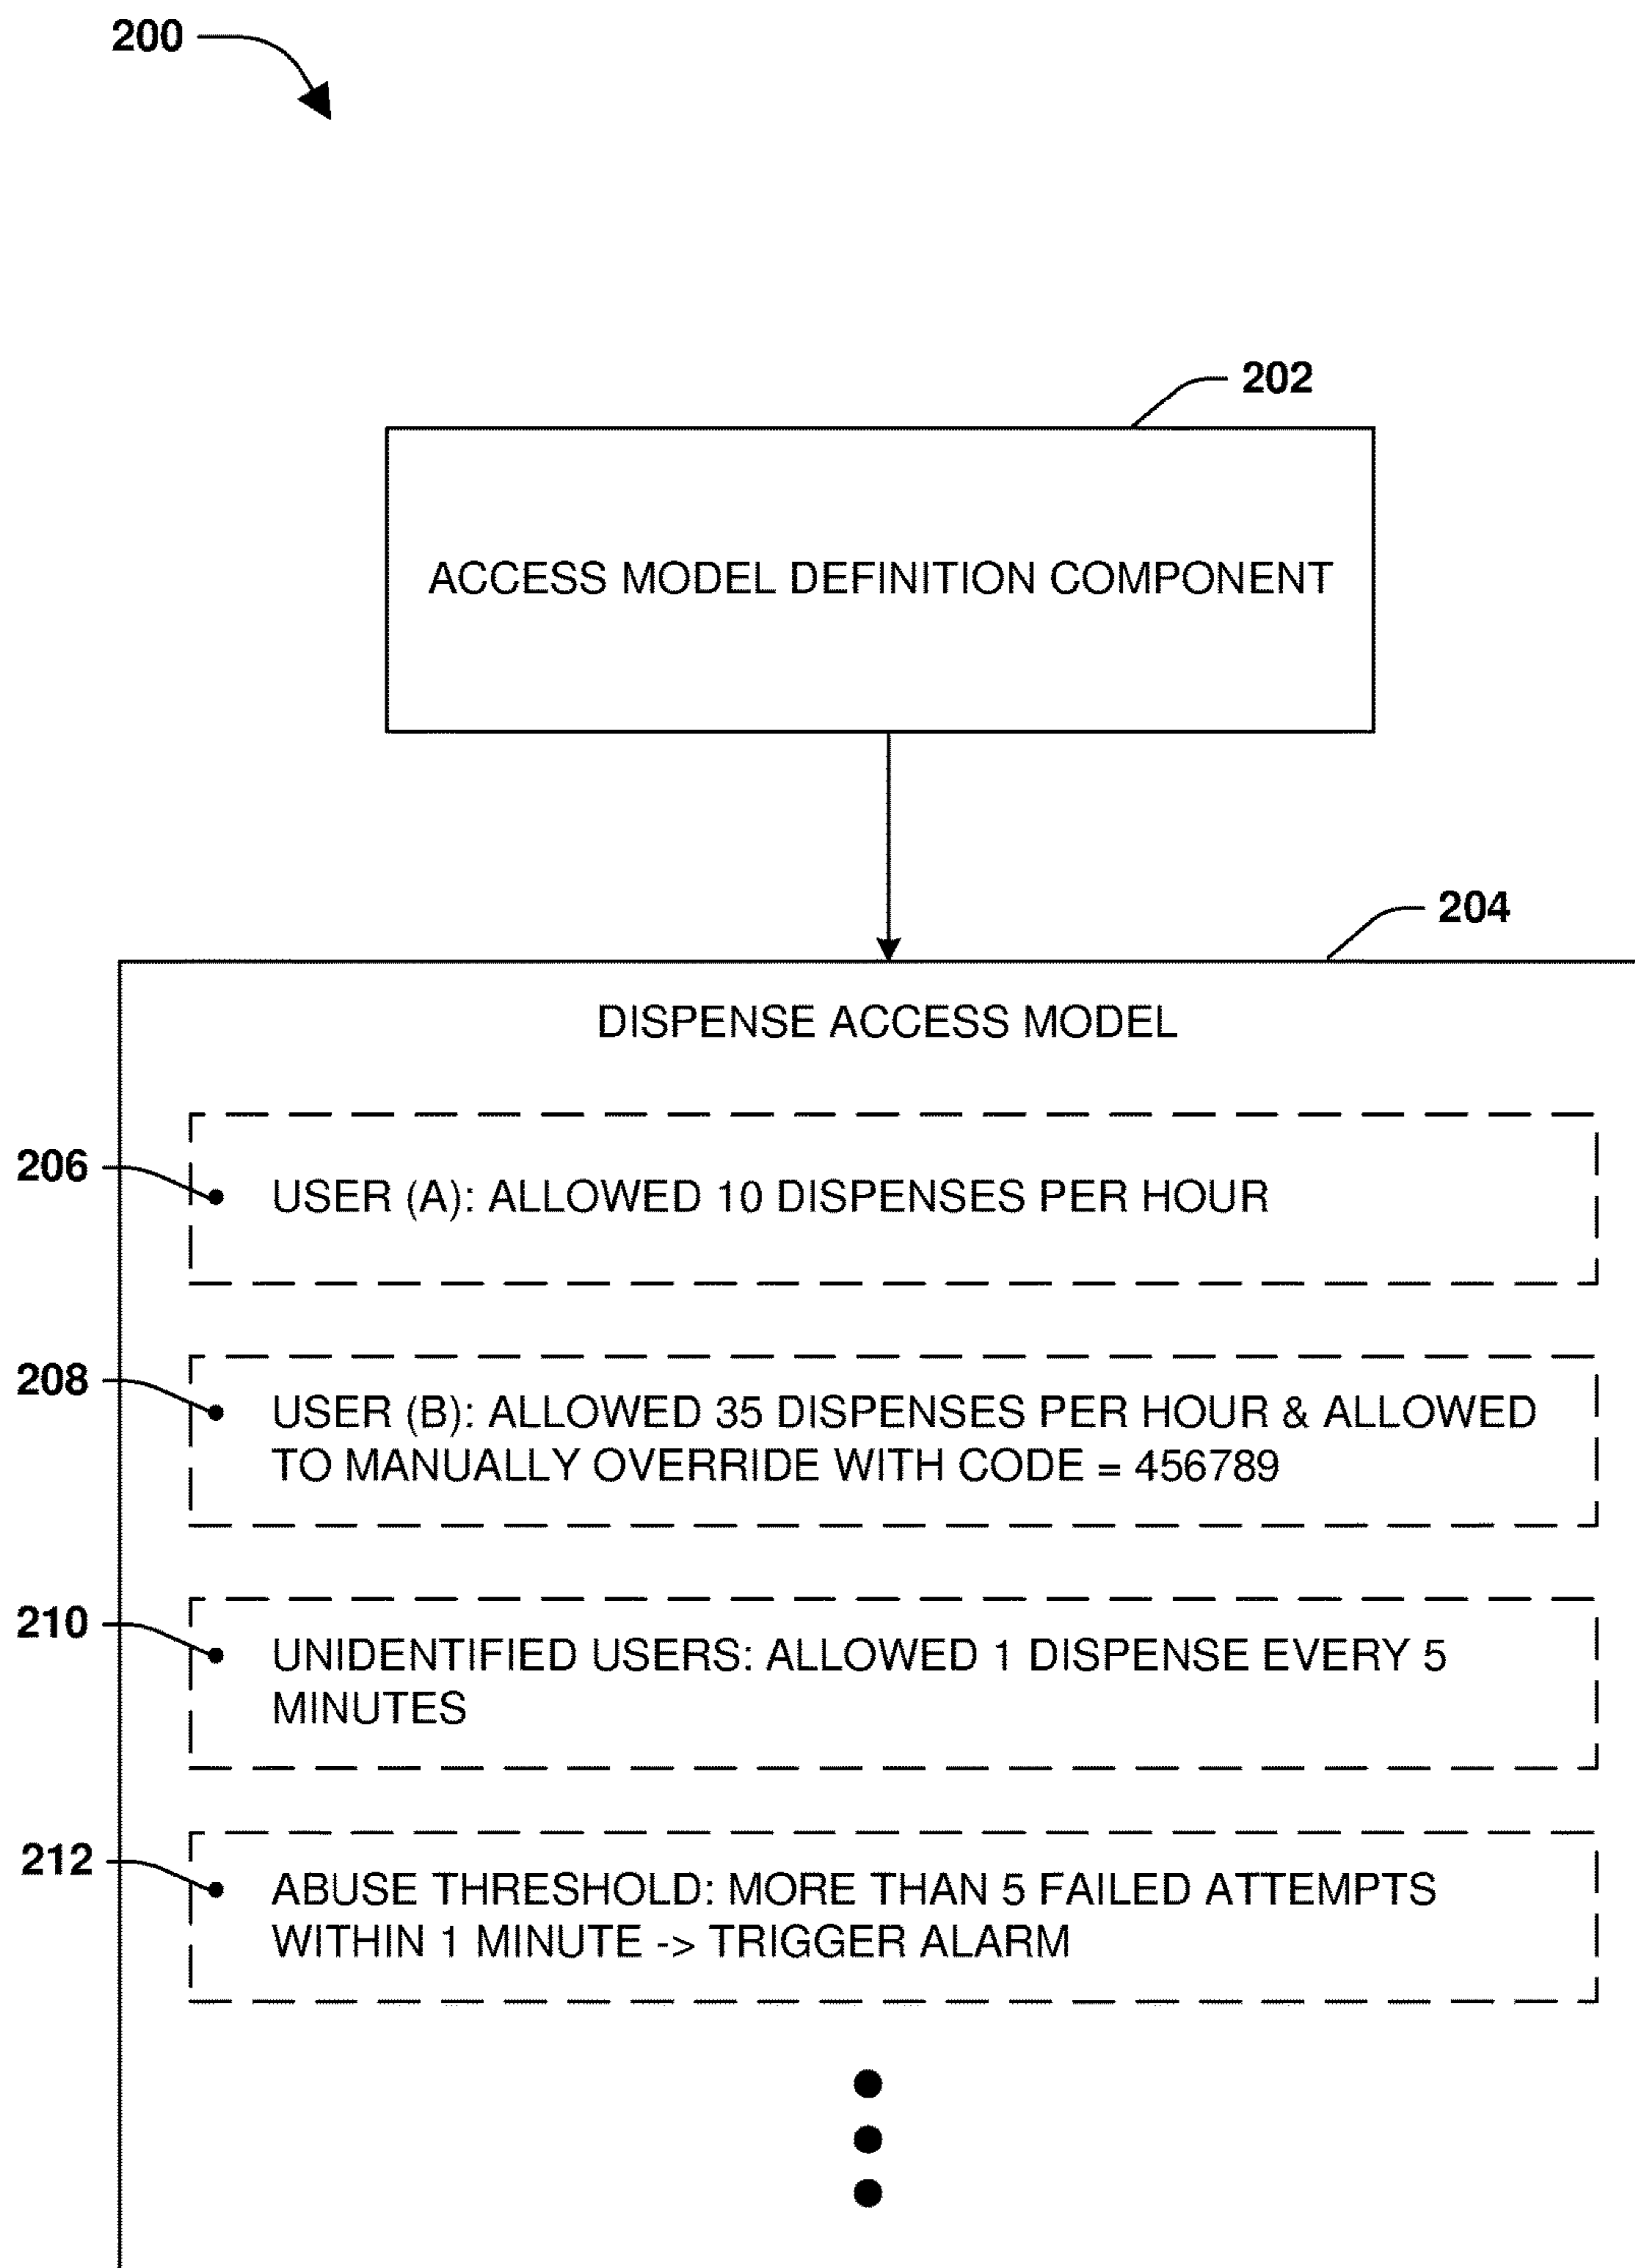 200
202
ACCESS MODEL DEFINITION COMPONENT
204
DISPENSE ACCESS MODEL
206
USER (A): ALLOWED 10 DISPENSES PER HOUR
208
USER (B): ALLOWED 35 DISPENSES PER HOUR & ALLOWED
TO MANUALLY OVERRIDE WITH CODE = 456789
210
UNIDENTIFIED USERS: ALLOWED 1 DISPENSE EVERY 5
MINUTES
212
ABUSE THRESHOLD: MORE THAN 5 FAILED ATTEMPTS
WITHIN 1 MINUTE -> TRIGGER ALARM